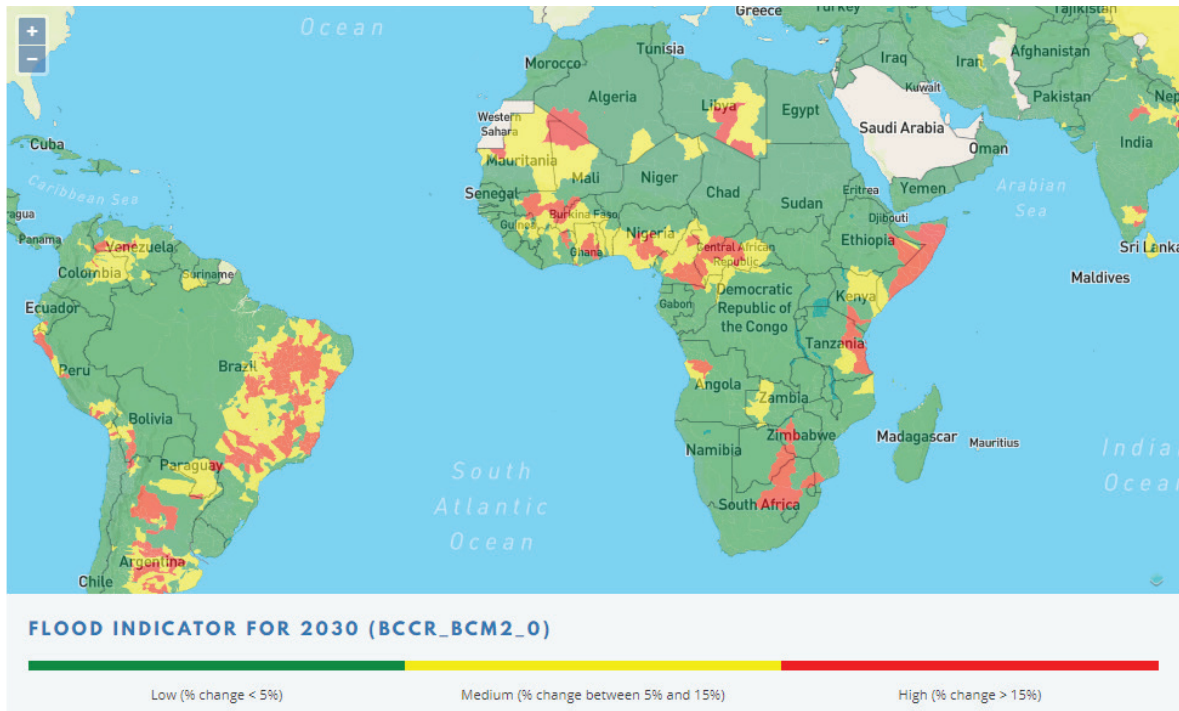 +
−
Ocean
Greece
Turkey
Tajikistan
Tunisia
Morocco
Iraq
Iran
Afghanistan
Kuwait
Pakistan
Algeria
Libya
Egypt
Nep
Western
Sahara
Saudi Arabia
India
Cuba
Oman
Mauritania
Mali
Niger
Chad
Sudan
Eritrea
Yemen
Arabian
Sea
Caribbean Sea
Senegal
agua
Burkina Faso
Djibouti
Guinea
Panama
Venezuela
Nigeria
Ethiopia
Sri Lanka
Ghana
Central African
Republic
Colombia
Suriname
Maldives
Ecuador
Gabon
Democratic
Republic of
the Congo
Kenya
Tanzania
Peru
Brazil
Angola
Zambia
Bolivia
Zimbabwe
Madagascar
Mauritius
Namibia
India
Ocean
Paraguay
South
Atlantic
Ocean
South Africa
Argentina
Chile
FLOOD INDICATOR FOR 2030 (BCCR_BCM2_0)
Low (% change < 5%)
Medium (% change between 5% and 15%)
High (% change > 15%)